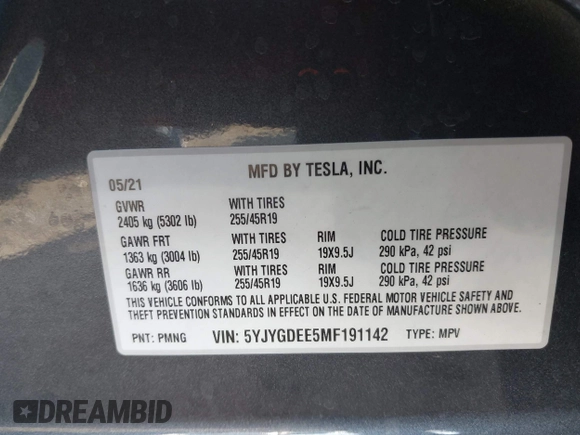 MFD BY TESLA, INC.
05/21
GVWR WITH TIRES
2405 kg (5302 lb) 255/45R19
GAWR FRT WITH TIRES RIM COLD TIRE PRESSURE
1363 kg (3004 lb) 255/45R19 19X9.5J 290 kPa, 42 psi
GAWR RR WITH TIRES RIM COLD TIRE PRESSURE
1636 kg (3606 lb) 255/45R19 19X9.5J 290 kPa, 42 psi
THIS VEHICLE CONFORMS TO ALL APPLICABLE U.S. FEDERAL MOTOR VEHICLE SAFETY AND
THEFT PREVENTION STANDARDS IN EFFECT ON THE DATE OF MANUFACTURE SHOWN ABOVE.
PNT: PMNG VIN: 5YJYGDEE5MF191142 TYPE: MPV
DREAMBID